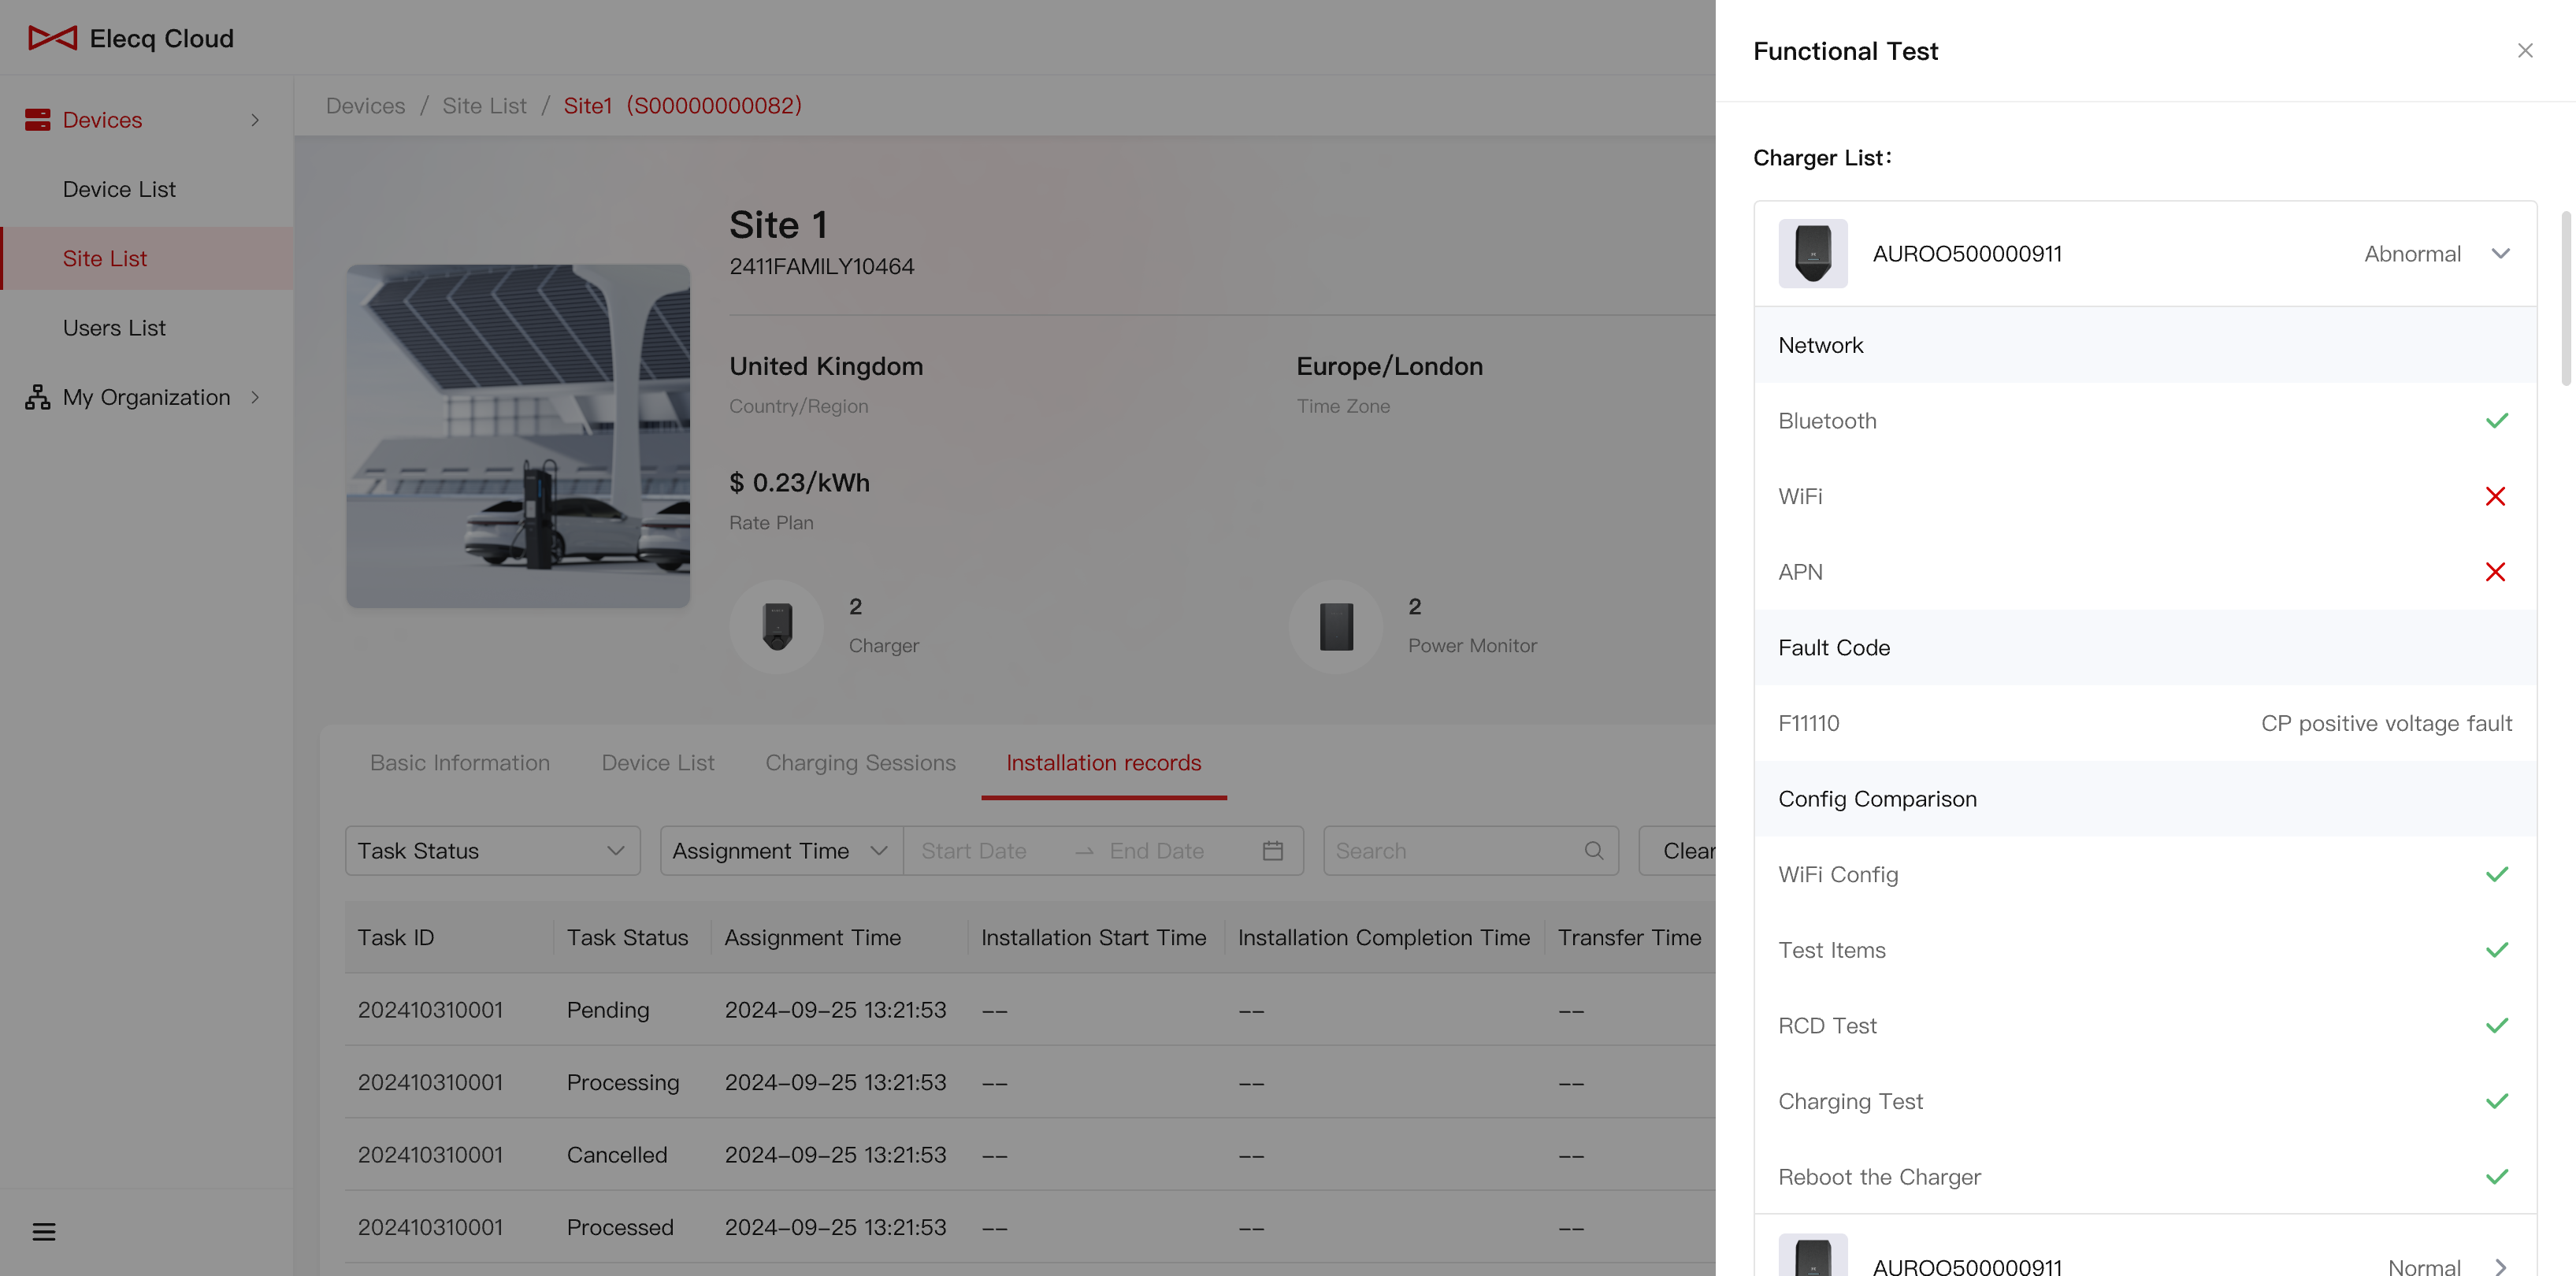 Elecq Cloud
Devices
Device List
Site List
Users List
My Organization
Devices / Site List / Site1 (S00000000082)
Site 1
2411FAMILY10464
United Kingdom
Country/Region
Europe/London
Time Zone
$ 0.23/kWh
Rate Plan
2
Charger
2
Power Monitor
Basic Information Device List Charging Sessions Installation records
Task Status Assignment Time Start Date → End Date Search Clear
Task ID Task Status Assignment Time Installation Start Time Installation Completion Time Transfer Time
202410310001 Pending 2024-09-25 13:21:53 -- -- --
202410310001 Processing 2024-09-25 13:21:53 -- -- --
202410310001 Cancelled 2024-09-25 13:21:53 -- -- --
202410310001 Processed 2024-09-25 13:21:53 -- -- --
Functional Test
Charger List:
AUROO500000911 Abnormal
Network
Bluetooth
WiFi
APN
Fault Code
F11110 CP positive voltage fault
Config Comparison
WiFi Config
Test Items
RCD Test
Charging Test
Reboot the Charger
AUROO500000911 Normal